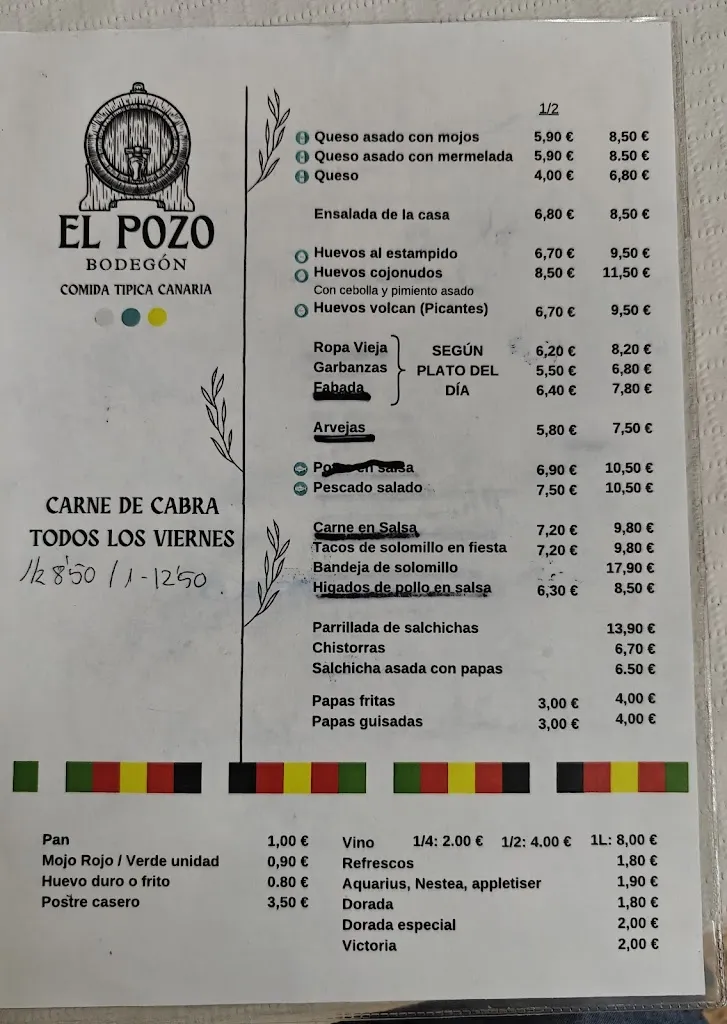 EL POZO
BODEGÓN
COMIDA TIPICA CANARIA
CARNE DE CABRA
TODOS LOS VIERNES
1/2 8'50 / 1 - 12'50
1/2
Queso asado con mojos 5,90 € 8,50 €
Queso asado con mermelada 5,90 € 8.50 €
Queso 4,00 € 6,80 €
Ensalada de la casa 6,80 € 8,50 €
Huevos al estampido 6,70 € 9,50 €
Huevos cojonudos 8,50 € 11,50 €
Con cebolla y pimiento asado
Huevos volcan (Picantes) 6,70 € 9,50 €
Ropa Vieja SEGÚN 6,20 € 8,20 €
Garbanzas PLATO DEL 5,50 € 6,80 €
Fabada DÍA 6,40 € 7,80 €
Arvejas 5,80 € 7,50 €
en salsa 6,90 € 10,50 €
Pescado salado 7,50 € 10,50 €
Carne en Salsa 7,20 € 9,80 €
Tacos de solomillo en fiesta 7,20 € 9,80 €
Bandeja de solomillo 17,90 €
Higados de pollo en salsa 6,30 € 8,50 €
Parrillada de salchichas 13,90 €
Chistorras 6,70 €
Salchicha asada con papas 6.50 €
Papas fritas 3,00 € 4,00 €
Papas guisadas 3,00 € 4,00 €
Pan 1,00 €
Mojo Rojo / Verde unidad 0,90 €
Huevo duro o frito 0.80 €
Postre casero 3,50 €
Vino 1/4: 2.00 € 1/2: 4.00 € 1L: 8,00 €
Refrescos 1,80 €
Aquarius, Nestea, appletiser 1,90 €
Dorada 1,80 €
Dorada especial 2,00 €
Victoria 2,00 €